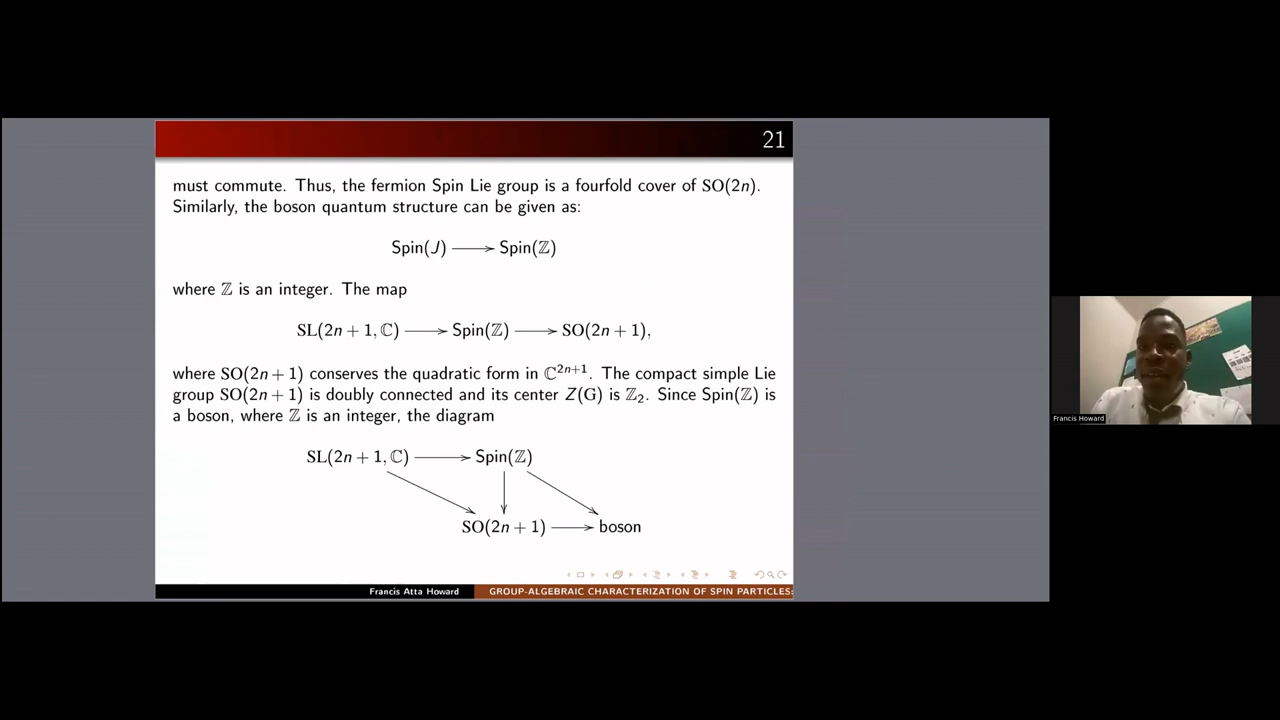 21
must commute. Thus, the fermion Spin Lie group is a fourfold cover of SO(2n).
Similarly, the boson quantum structure can be given as:
Spin(J) ⟶ Spin(ℤ)
where ℤ is an integer. The map
SL(2n + 1, ℂ) ⟶ Spin(ℤ) ⟶ SO(2n + 1),
where SO(2n + 1) conserves the quadratic form in ℂ²ⁿ⁺¹. The compact simple Lie
group SO(2n + 1) is doubly connected and its center Z(G) is ℤ₂. Since Spin(ℤ) is
a boson, where ℤ is an integer, the diagram
SL(2n + 1, ℂ) ⟶ Spin(ℤ)
SO(2n + 1) ⟶ boson
Francis Atta Howard GROUP-ALGEBRAIC CHARACTERIZATION OF SPIN PARTICLES:
Francis Howard